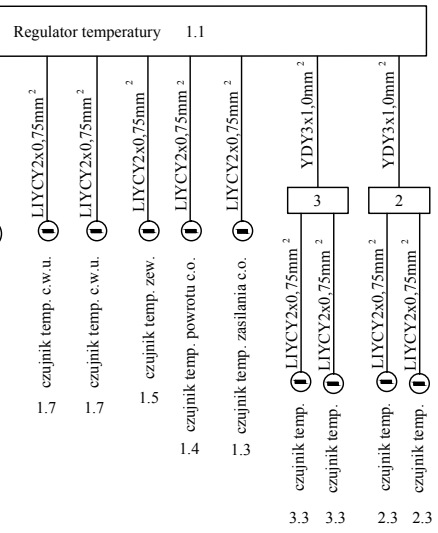 Regulator temperatury 1.1
LIYCY2x0,75mm²
LIYCY2x0,75mm²
LIYCY2x0,75mm²
LIYCY2x0,75mm²
LIYCY2x0,75mm²
YDY3x1,0mm²
YDY3x1,0mm²
3
2
LIYCY2x0,75mm²
LIYCY2x0,75mm²
LIYCY2x0,75mm²
LIYCY2x0,75mm²
czujnik temp. c.w.u.
czujnik temp. c.w.u.
czujnik temp. zew.
czujnik temp. powrotu c.o.
czujnik temp. zasilania c.o.
czujnik temp.
czujnik temp.
czujnik temp.
czujnik temp.
1.7
1.7
1.5
1.4
1.3
3.3
3.3
2.3
2.3